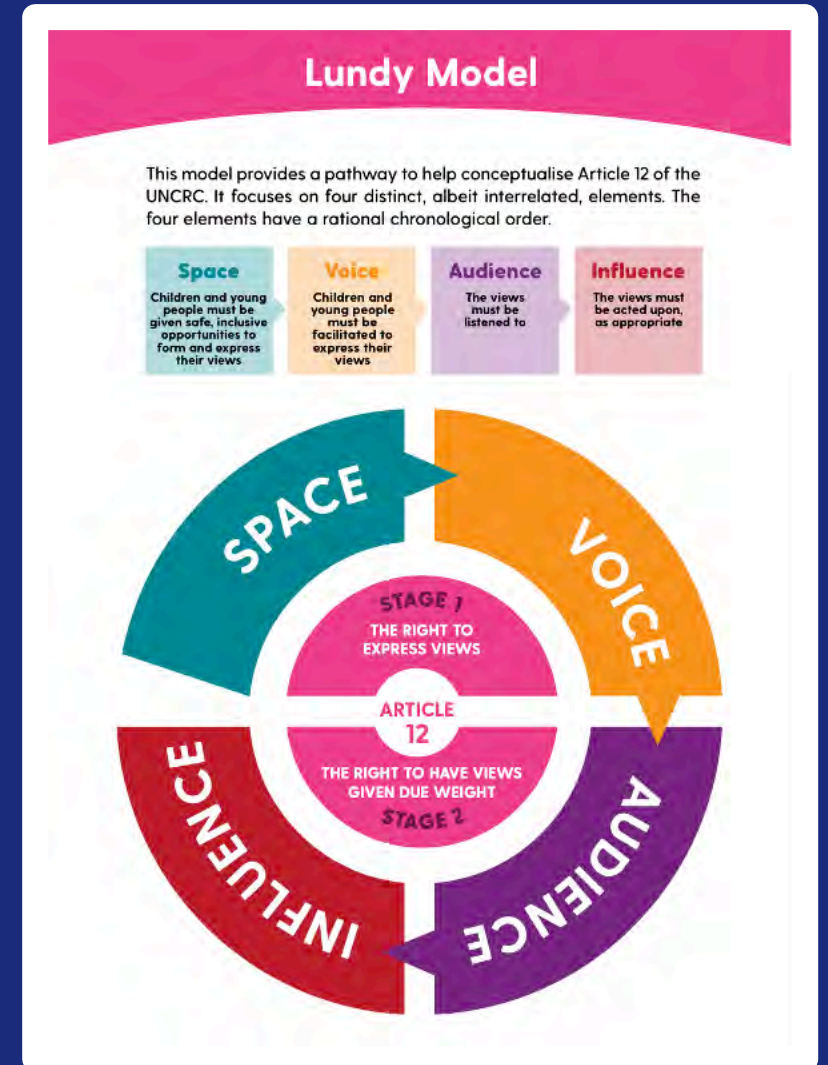 Lundy Model
This model provides a pathway to help conceptualise Article 12 of the
UNCRC. It focuses on four distinct, albeit interrelated, elements. The
four elements have a rational chronological order.
Space
Children and young
people must be
given safe, inclusive
opportunities to
form and express
their views
Voice
Children and
young people
must be
facilitated to
express their
views
Audience
The views
must be
listened to
Influence
The views must
be acted upon,
as appropriate
SPACE
VOICE
STAGE 1
THE RIGHT TO
EXPRESS VIEWS
ARTICLE
12
THE RIGHT TO HAVE VIEWS
GIVEN DUE WEIGHT
STAGE 2
INFLUENCE
AUDIENCE